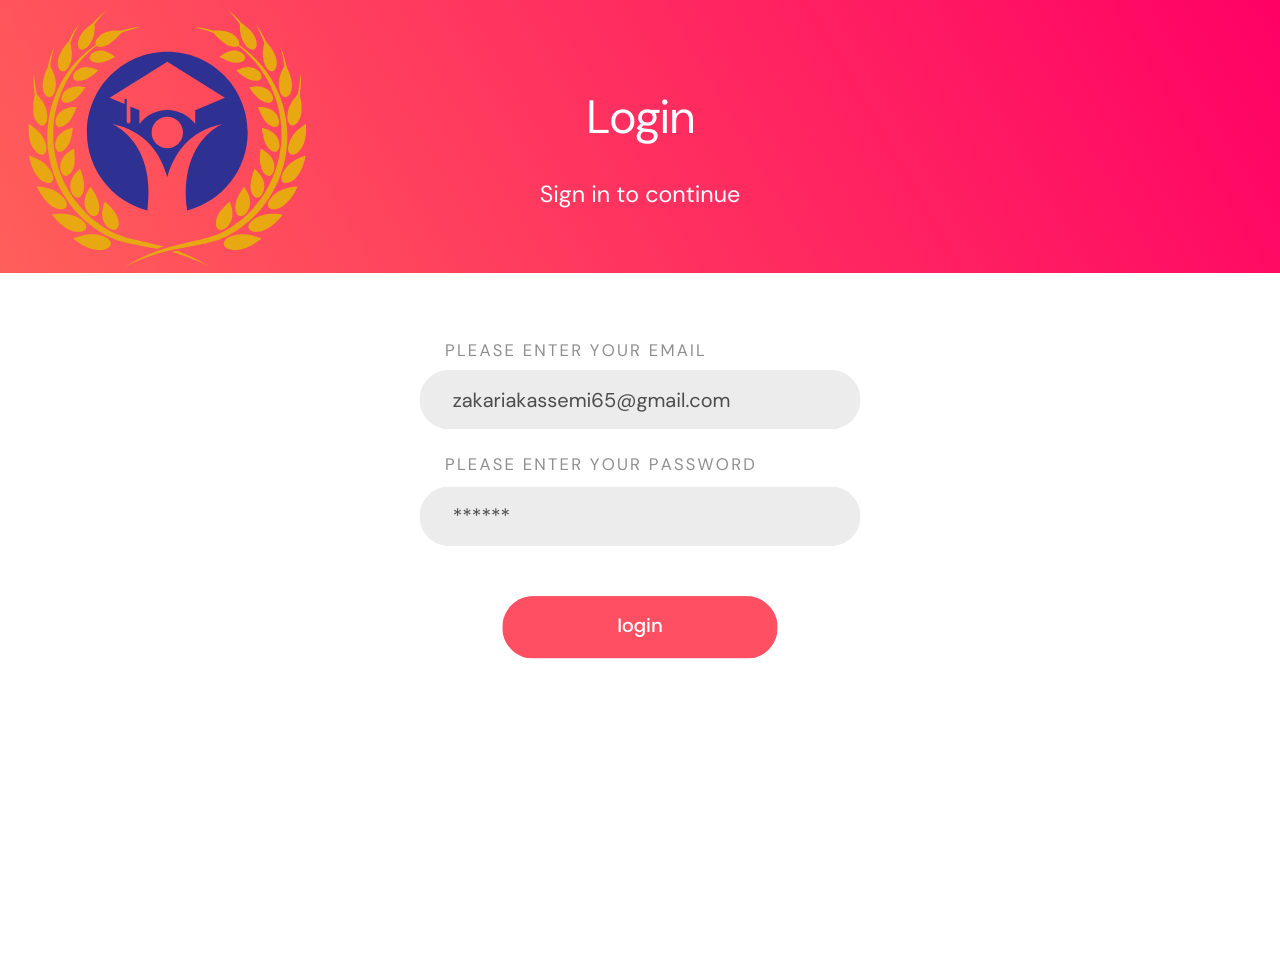 Login
Sign in to continue
PLEASE ENTER YOUR EMAIL
zakariakassemi65@gmail.com
PLEASE ENTER YOUR PASSWORD
******
login